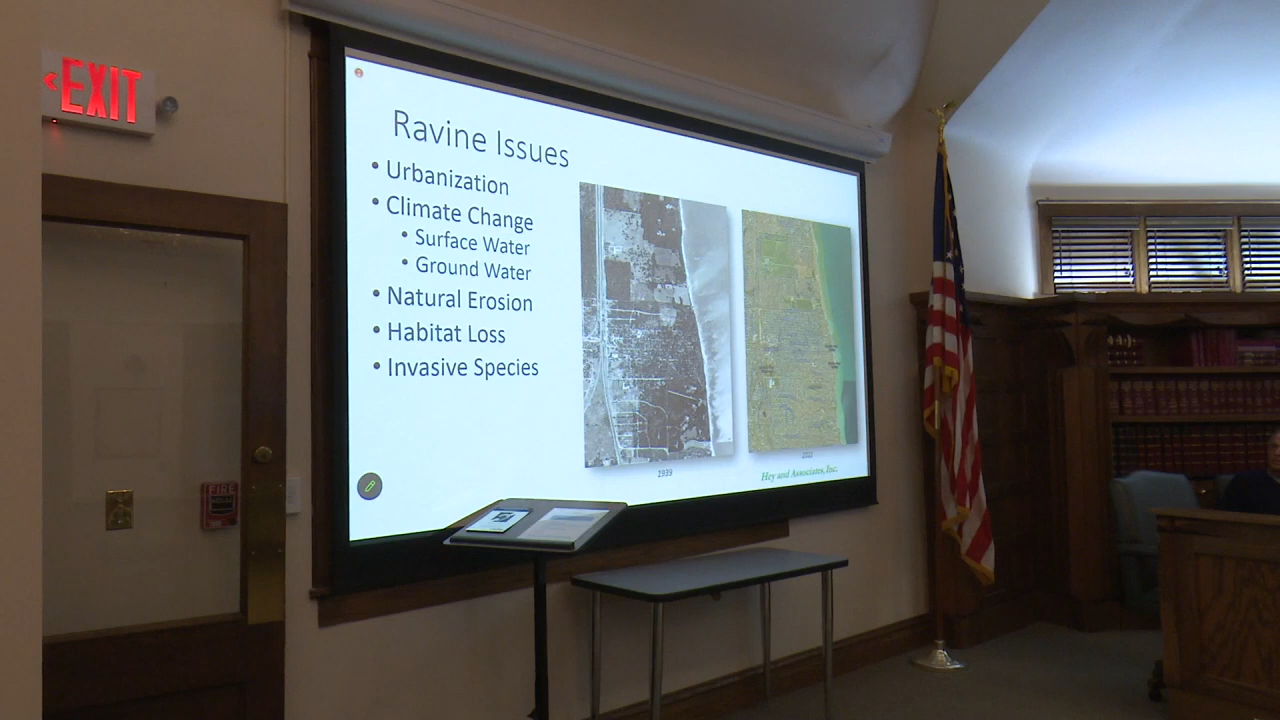 EXIT
Ravine Issues
• Urbanization
• Climate Change
• Surface Water
• Ground Water
• Natural Erosion
• Habitat Loss
• Invasive Species
1939
Hey and Associates, Inc.
FIRE